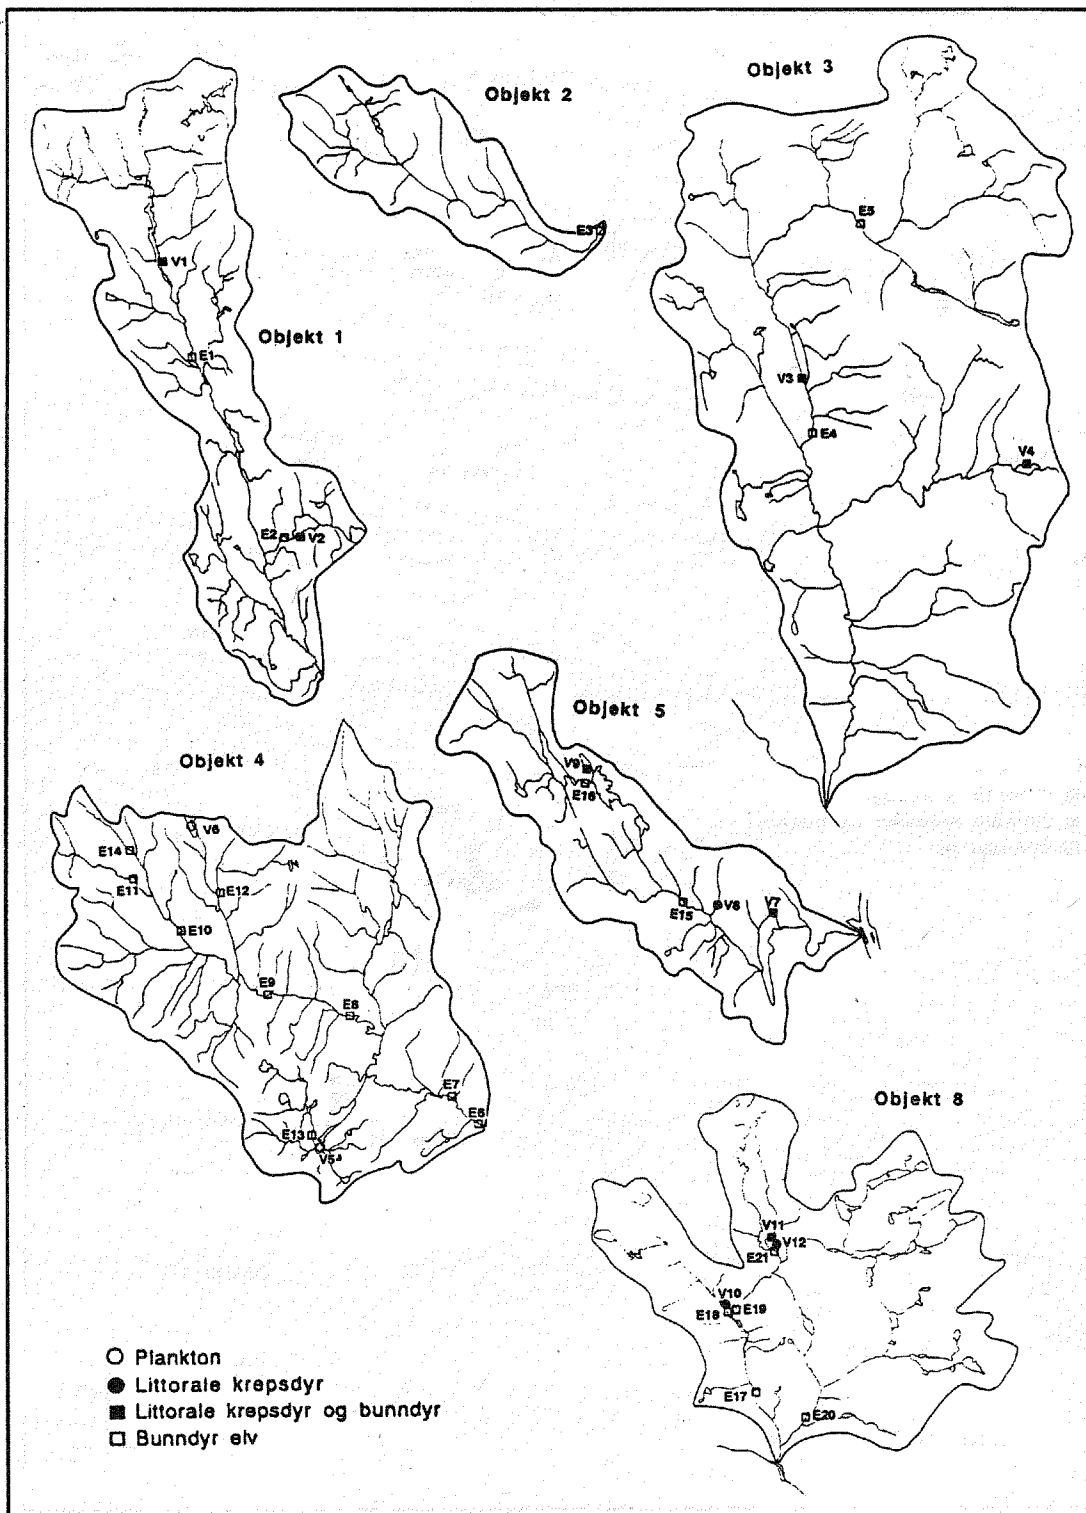 Objekt 1
V1
E1
E2
V2
Objekt 2
E3
Objekt 3
E5
V3
E4
V4
Objekt 4
V6
E14
E11
E12
E10
E9
E8
E7
E6
E13
V5
Objekt 5
V9
E16
E15
V8
V7
Objekt 8
V11
V12
E21
V10
E18
E19
E17
E20
Plankton
Littorale krepsdyr
Littorale krepsdyr og bunndyr
Bunndyr elv